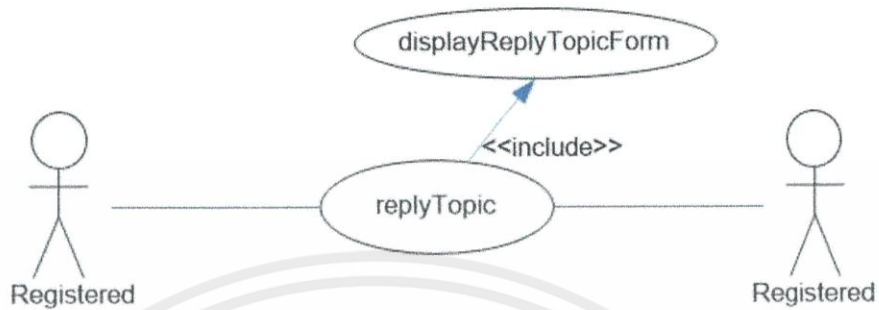 displayReplyTopicForm
<<include>>
replyTopic
Registered
Registered